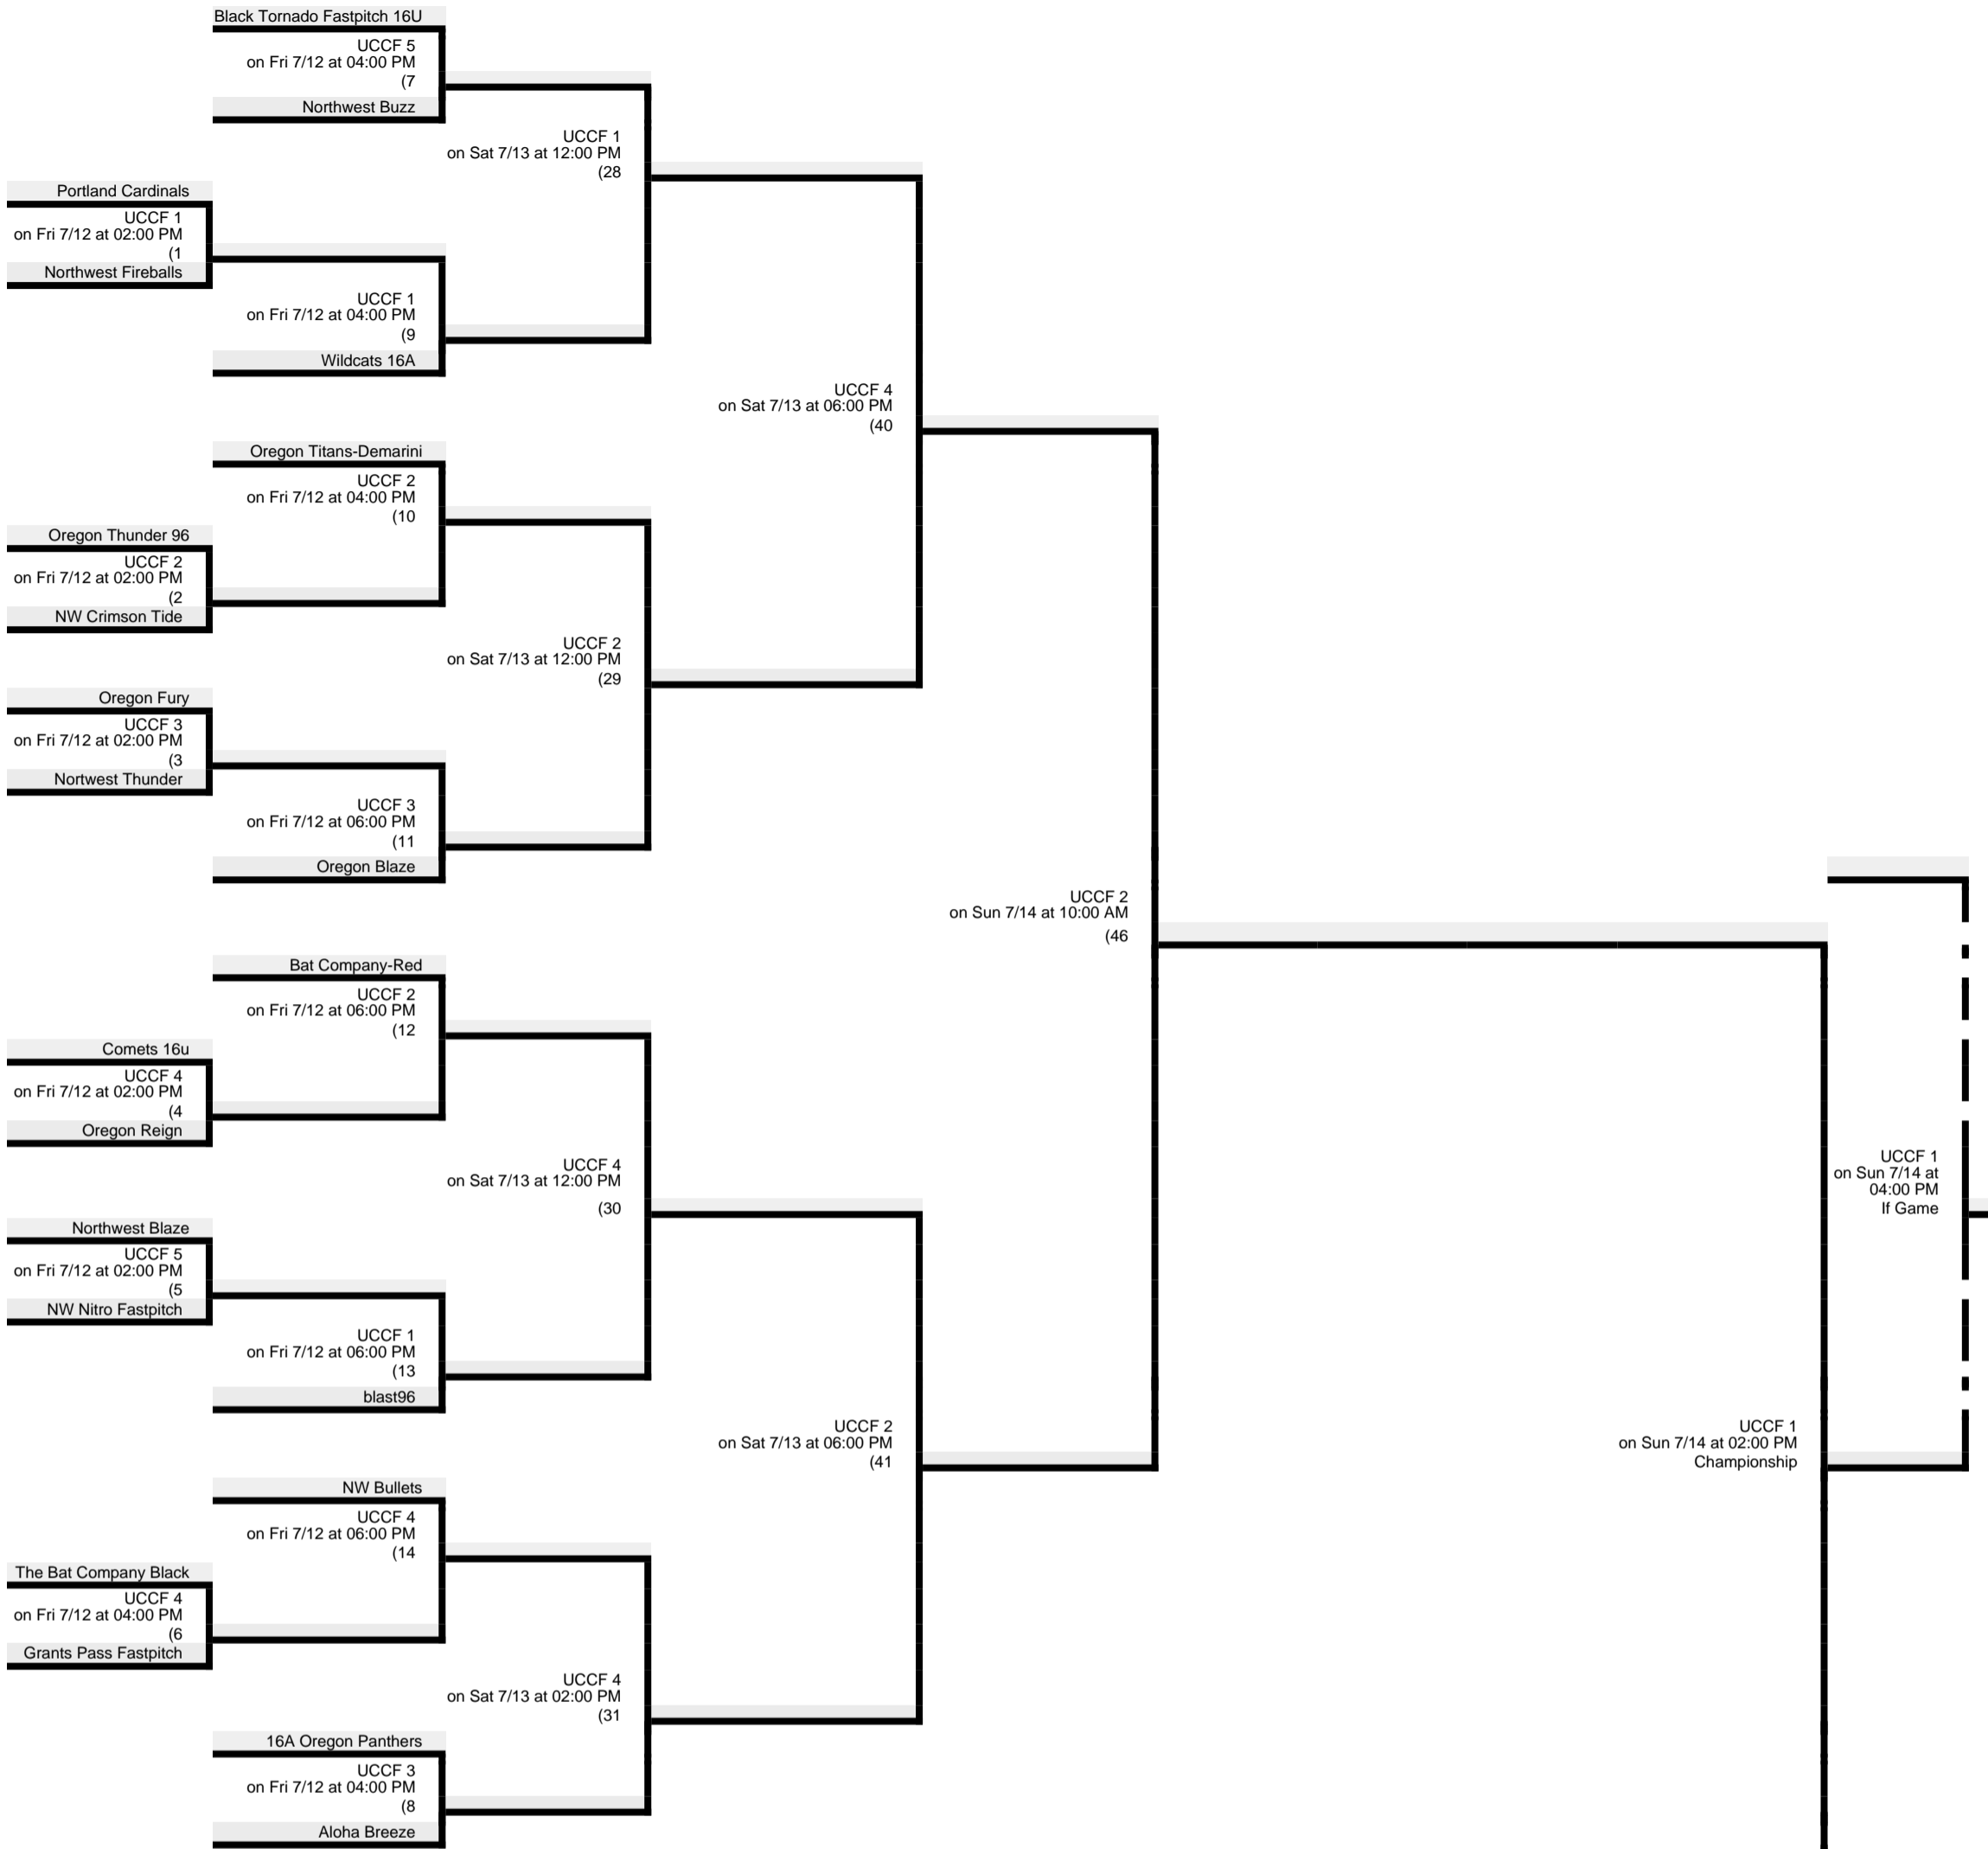 Black Tornado Fastpitch 16U
UCCF 5
on Fri 7/12 at 04:00 PM
(7
Northwest Buzz
UCCF 1
on Sat 7/13 at 12:00 PM
(28
Portland Cardinals
UCCF 1
on Fri 7/12 at 02:00 PM
(1
Northwest Fireballs
UCCF 1
on Fri 7/12 at 04:00 PM
(9
Wildcats 16A
UCCF 4
on Sat 7/13 at 06:00 PM
(40
Oregon Titans-Demarini
UCCF 2
on Fri 7/12 at 04:00 PM
(10
Oregon Thunder 96
UCCF 2
on Fri 7/12 at 02:00 PM
(2
NW Crimson Tide
UCCF 2
on Sat 7/13 at 12:00 PM
(29
Oregon Fury
UCCF 3
on Fri 7/12 at 02:00 PM
(3
Nortwest Thunder
UCCF 3
on Fri 7/12 at 06:00 PM
(11
Oregon Blaze
UCCF 2
on Sun 7/14 at 10:00 AM
(46
Bat Company-Red
UCCF 2
on Fri 7/12 at 06:00 PM
(12
Comets 16u
UCCF 4
on Fri 7/12 at 02:00 PM
(4
Oregon Reign
UCCF 4
on Sat 7/13 at 12:00 PM
(30
UCCF 1
on Sun 7/14 at
04:00 PM
If Game
Northwest Blaze
UCCF 5
on Fri 7/12 at 02:00 PM
(5
NW Nitro Fastpitch
UCCF 1
on Fri 7/12 at 06:00 PM
(13
blast96
UCCF 2
on Sat 7/13 at 06:00 PM
(41
UCCF 1
on Sun 7/14 at 02:00 PM
Championship
NW Bullets
UCCF 4
on Fri 7/12 at 06:00 PM
(14
The Bat Company Black
UCCF 4
on Fri 7/12 at 04:00 PM
(6
Grants Pass Fastpitch
UCCF 4
on Sat 7/13 at 02:00 PM
(31
16A Oregon Panthers
UCCF 3
on Fri 7/12 at 04:00 PM
(8
Aloha Breeze